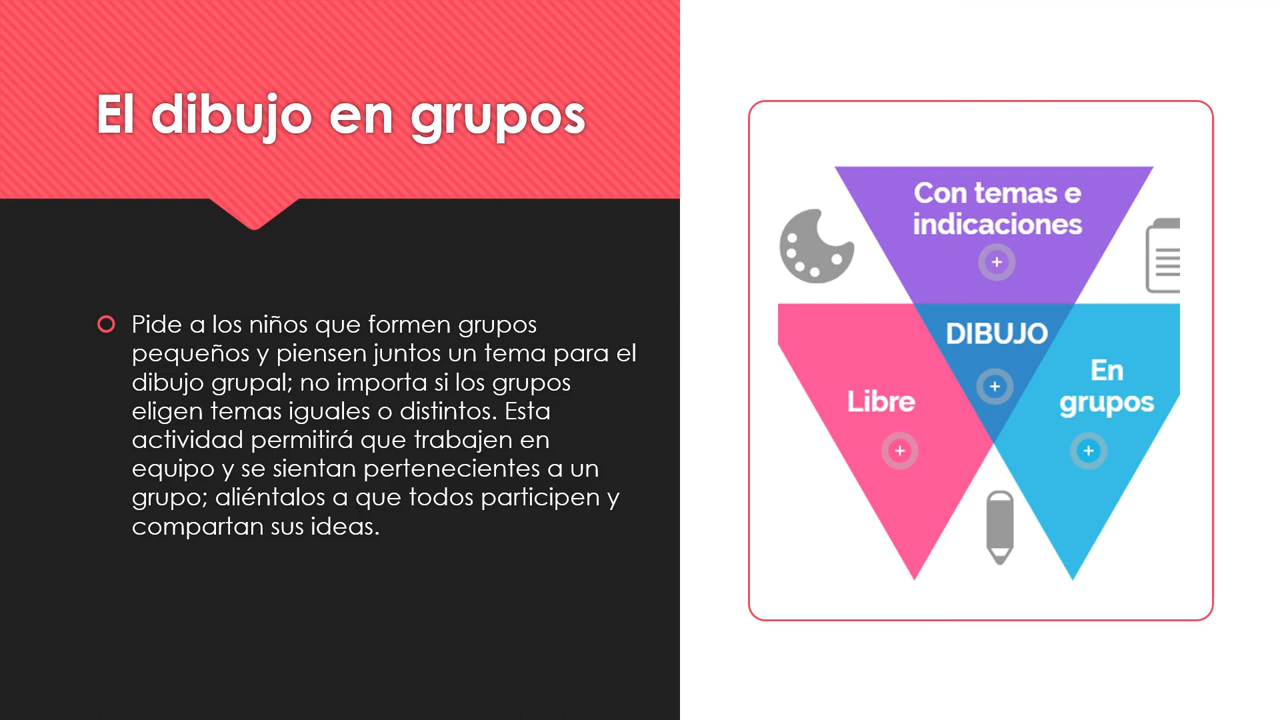 El dibujo en grupos
Pide a los niños que formen grupos
pequeños y piensen juntos un tema para el
dibujo grupal; no importa si los grupos
eligen temas iguales o distintos. Esta
actividad permitirá que trabajen en
equipo y se sientan pertenecientes a un
grupo; aliéntalos a que todos participen y
compartan sus ideas.
Con temas e
indicaciones
DIBUJO
Libre
En
grupos